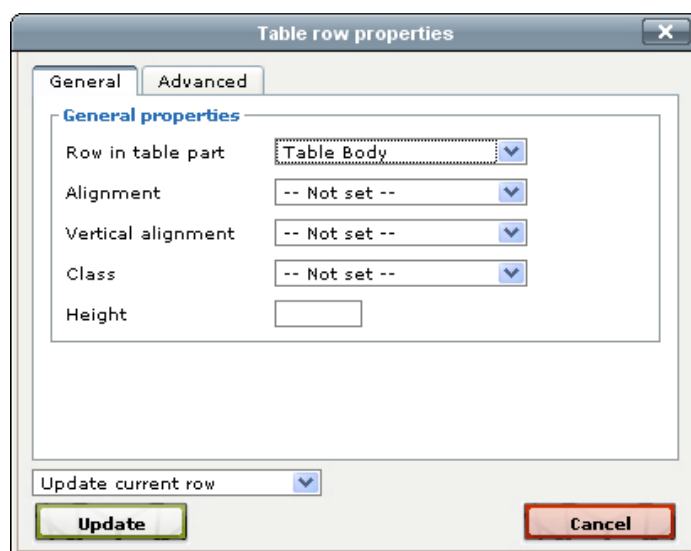 Table row properties
General Advanced
General properties
Row in table part Table Body
Alignment -- Not set --
Vertical alignment -- Not set --
Class -- Not set --
Height
Update current row
Update Cancel